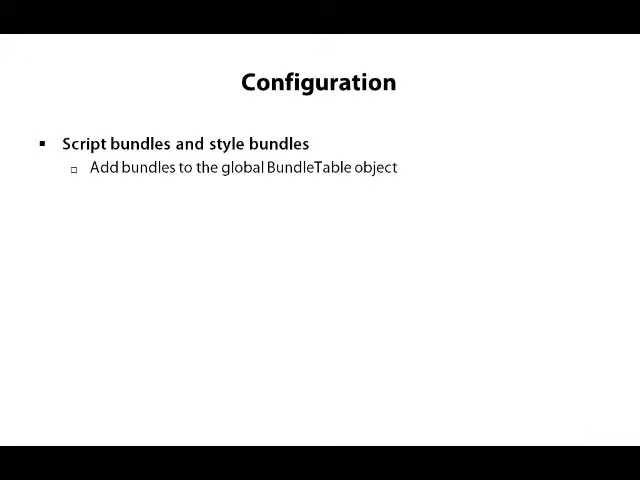 Configuration
Script bundles and style bundles
Add bundles to the global BundleTable object